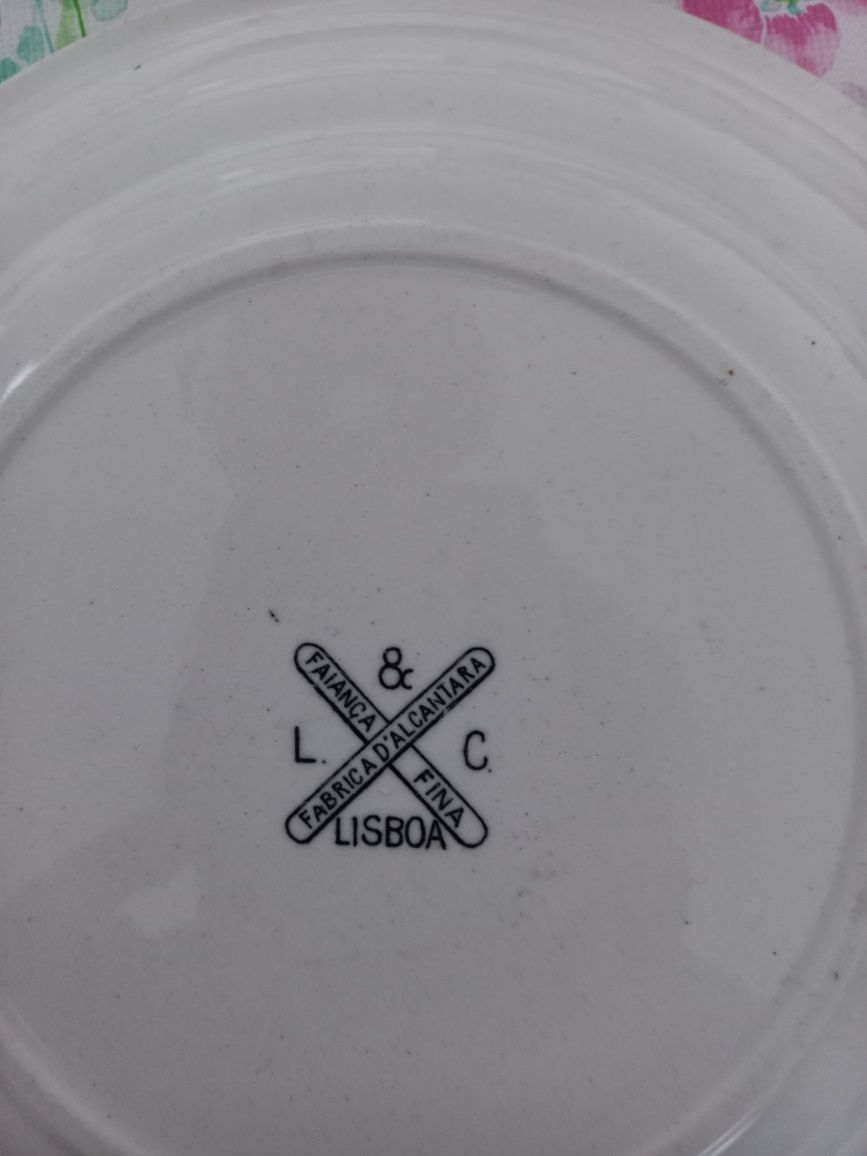 &
FAIANÇA FINA
FABRICA D'ALCANTARA
L. C.
LISBOA